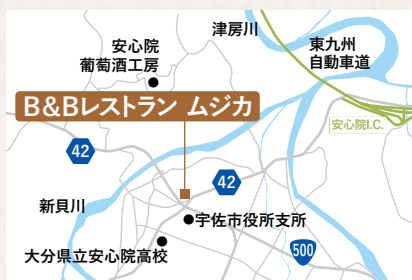 津房川
安心院
葡萄酒工房
東九州
自動車道
B&Bレストラン ムジカ
安心院I.C.
42
42
新貝川
宇佐市役所支所
大分県立安心院高校
500